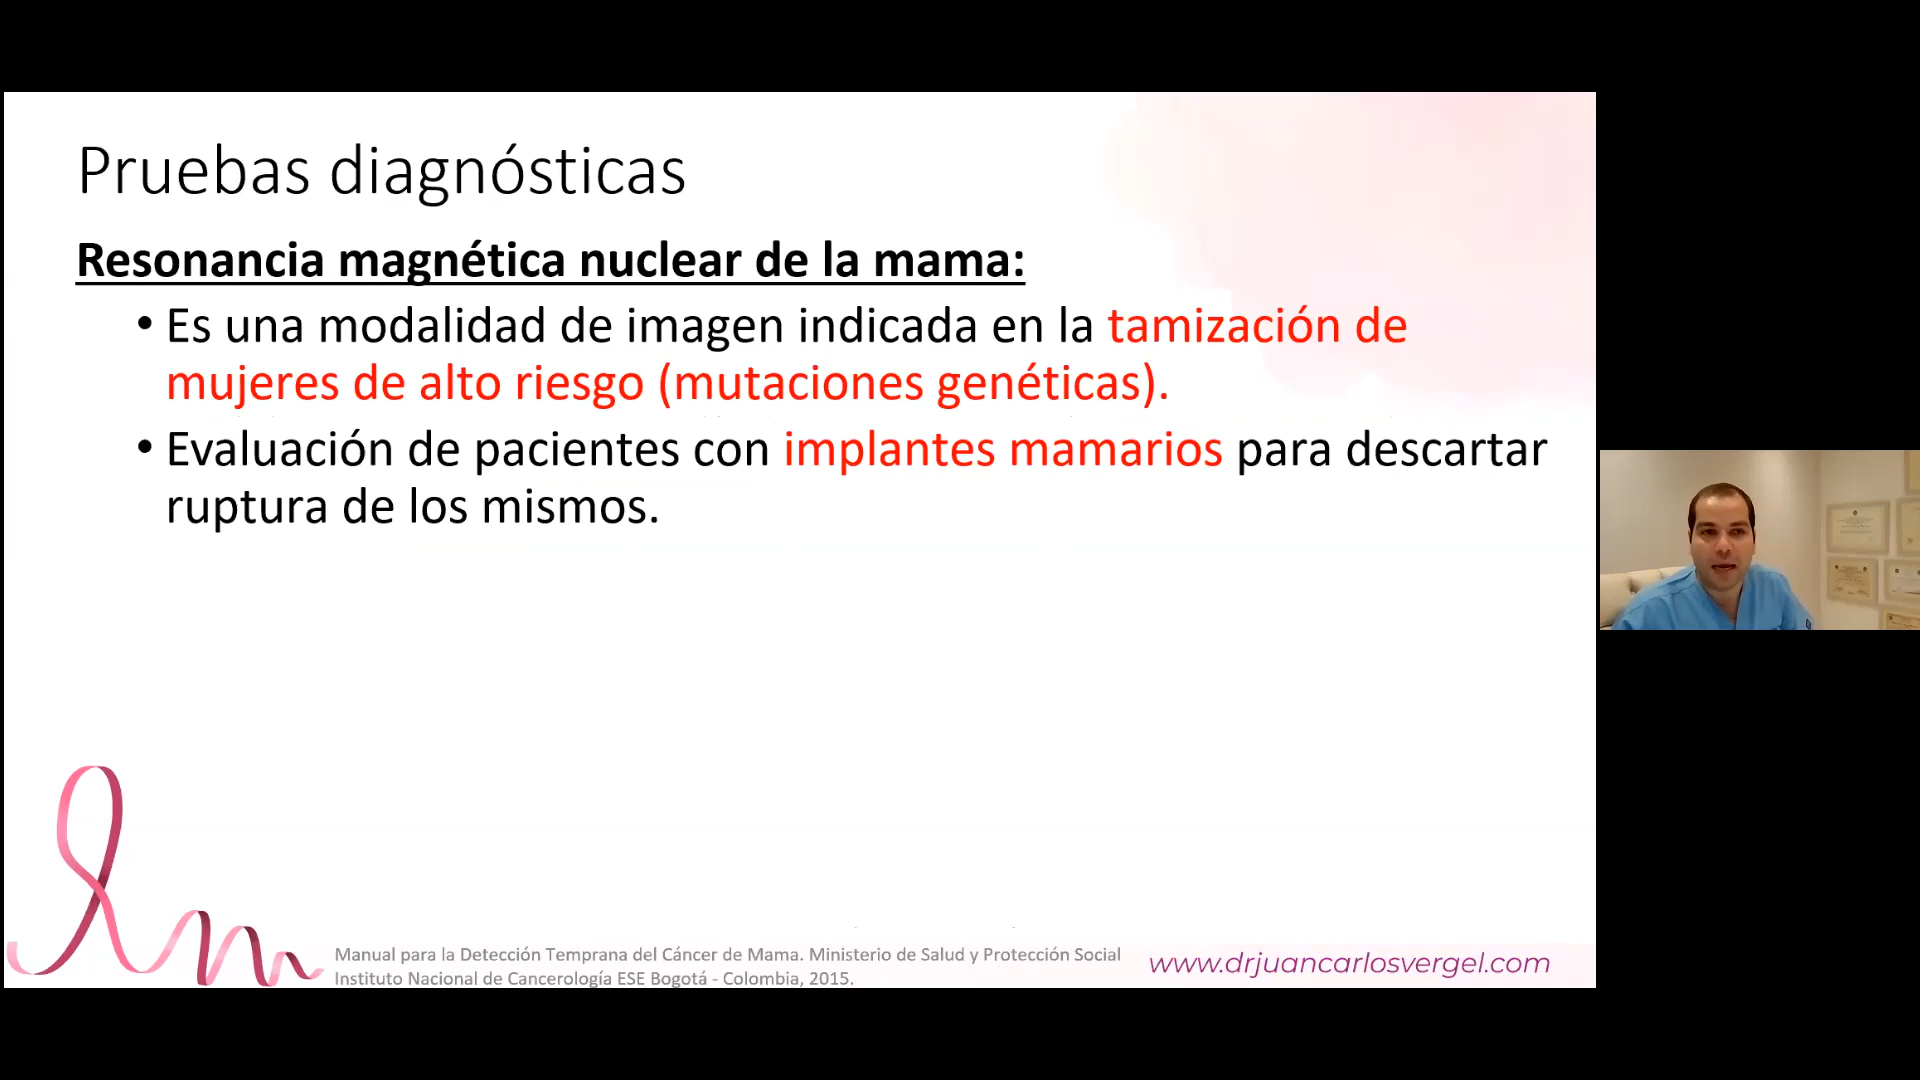 Pruebas diagnósticas
Resonancia magnética nuclear de la mama:
• Es una modalidad de imagen indicada en la tamización de
mujeres de alto riesgo (mutaciones genéticas).
• Evaluación de pacientes con implantes mamarios para descartar
ruptura de los mismos.
Manual para la Detección Temprana del Cáncer de Mama. Ministerio de Salud y Protección Social
Instituto Nacional de Cancerología ESE Bogotá - Colombia, 2015.
www.drjuancarlosvergel.com